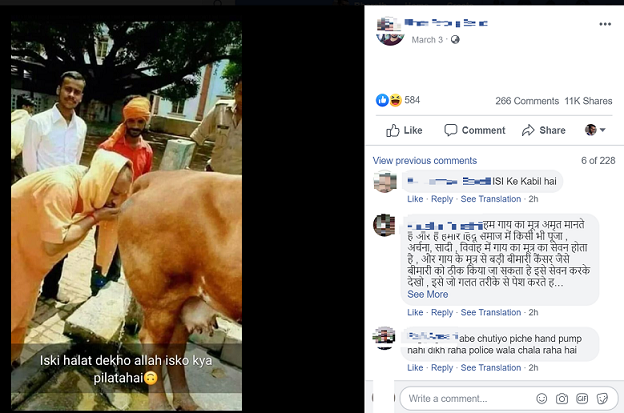 March 3
584
266 Comments 11K Shares
Like Comment Share
View previous comments 6 of 228
ISI Ke Kabil hai
Like · Reply · See Translation · 2h
हम गाय का मूत्र अमृत मानते
है और है हमारे हिंदू समाज में किसी भी पूजा ,
अर्चना, सादी , विवाह में गाय का मूत्र का सेवन होता
है , और गाय के मूत्र से बड़ी बीमारी कैंसर जैसे
बीमारी को ठीक किया जा सकता है इसे सेवन करके
देखो , इसे जो गलत तरीके से पेश करते ह...
See More
Like · Reply · See Translation · 2h
abe chutiyo piche hand pump
nahi dikh raha police wala chala raha hai
Like · Reply · See Translation · 2h
Write a comment...
GIF
Iski halat dekho allah isko kya
pilatahai🙃